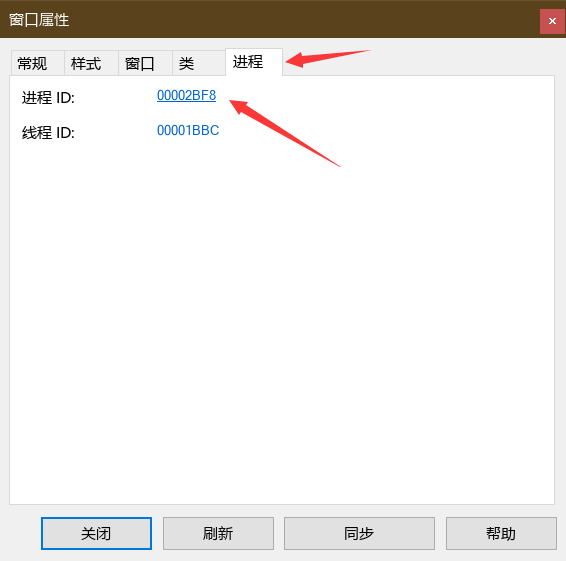 窗口属性
常规 样式 窗口 类 进程
进程 ID: 00002BF8
线程 ID: 00001BBC
关闭 刷新 同步 帮助